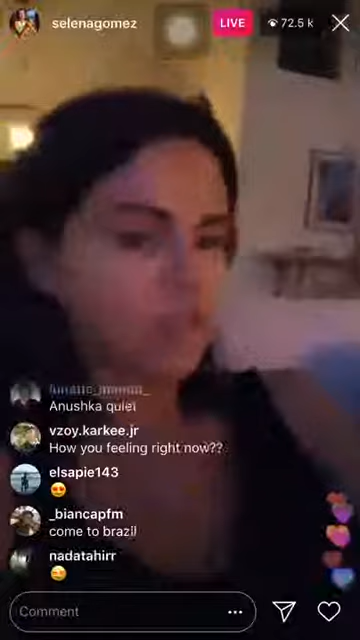 selenagomez
LIVE
72.5 k
Anushka quiet
vzoy.karkee.jr
How you feeling right now??
elsapie143
😍
_biancapfm
come to brazil
nadatahirr
😋
Comment